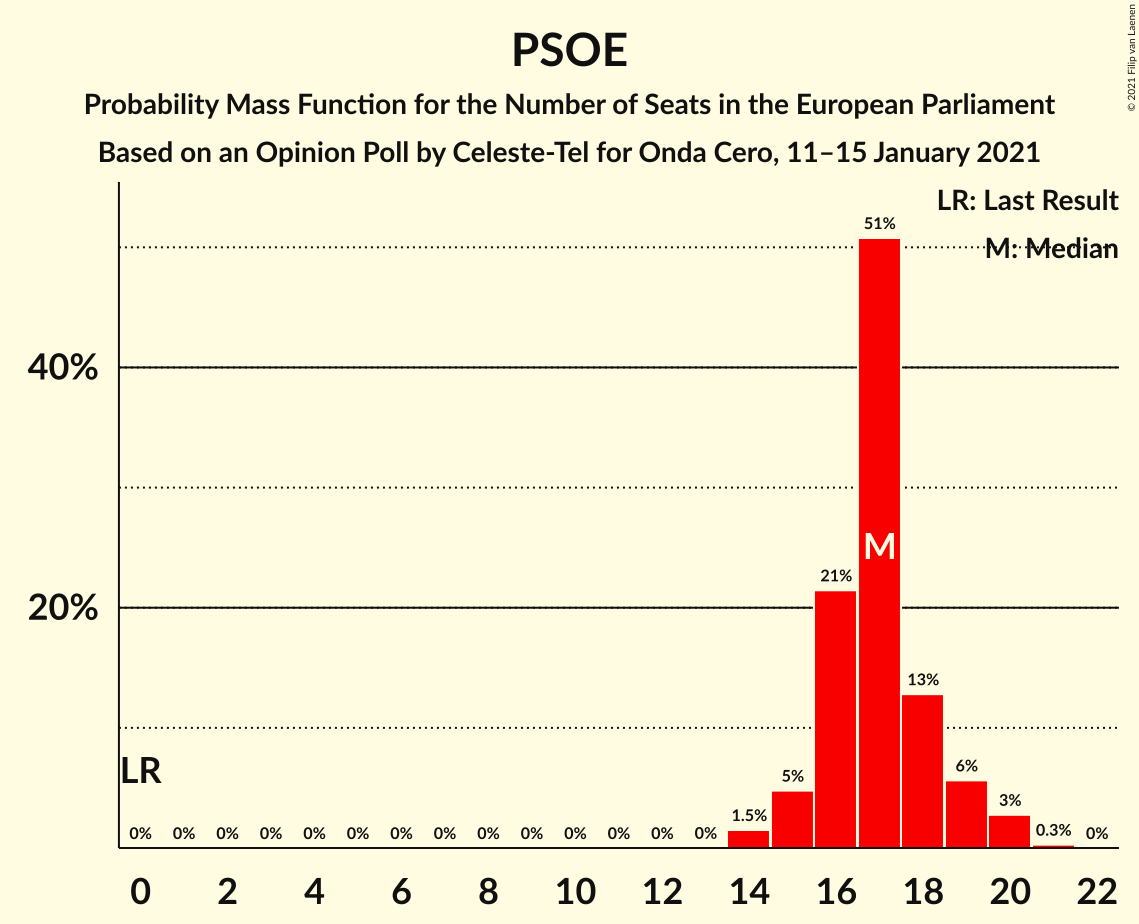 PSOE
Probability Mass Function for the Number of Seats in the European Parliament
Based on an Opinion Poll by Celeste-Tel for Onda Cero, 11–15 January 2021
© 2021 Filip van Laenen
LR: Last Result
M: Median
51%
40%
M
21%
20%
13%
LR
6%
5%
3%
1.5%
0.3%
0% 0% 0% 0% 0% 0% 0% 0% 0% 0% 0% 0% 0% 0% 0%
0 2 4 6 8 10 12 14 16 18 20 22